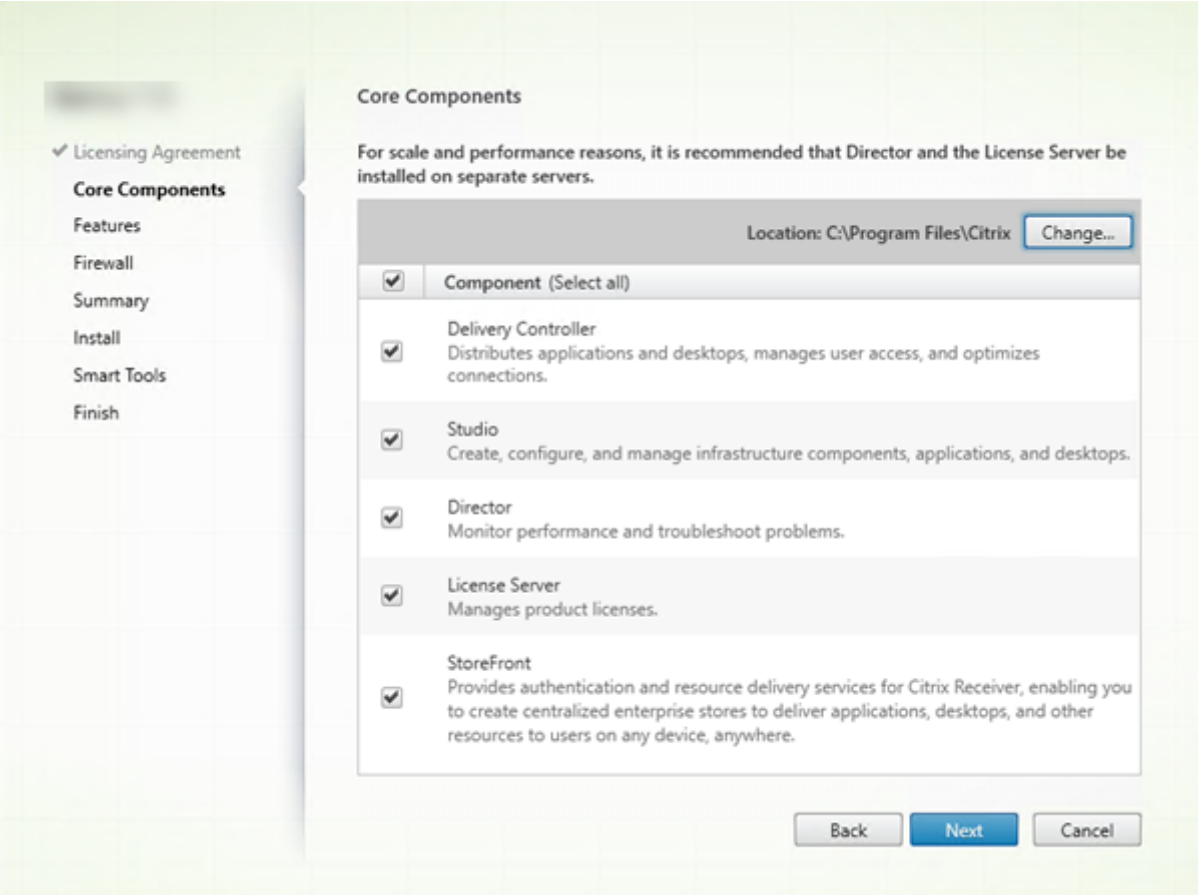 Core Components
✔ Licensing Agreement
Core Components
Features
Firewall
Summary
Install
Smart Tools
Finish
For scale and performance reasons, it is recommended that Director and the License Server be
installed on separate servers.
Location: C:\Program Files\Citrix
Change...
Component (Select all)
Delivery Controller
Distributes applications and desktops, manages user access, and optimizes
connections.
Studio
Create, configure, and manage infrastructure components, applications, and desktops.
Director
Monitor performance and troubleshoot problems.
License Server
Manages product licenses.
StoreFront
Provides authentication and resource delivery services for Citrix Receiver, enabling you
to create centralized enterprise stores to deliver applications, desktops, and other
resources to users on any device, anywhere.
Back
Next
Cancel